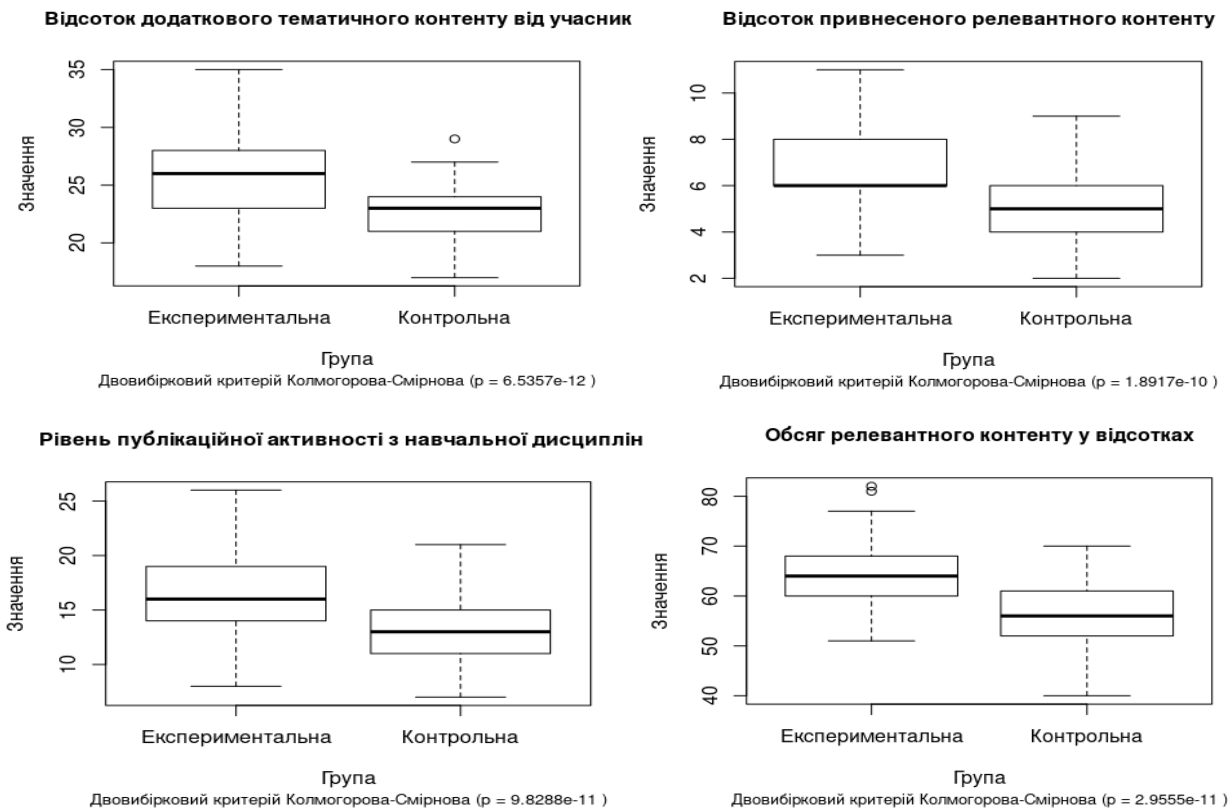 Відсоток додаткового тематичного контенту від учасник
Значення
35
30
25
20
Експериментальна
Контрольна
Група
Двовибірковий критерій Колмогорова-Смірнова (p = 6.5357e-12 )
Відсоток привнесеного релевантного контенту
Значення
10
8
6
4
2
Експериментальна
Контрольна
Група
Двовибірковий критерій Колмогорова-Смірнова (p = 1.8917e-10 )
Рівень публікаційної активності з навчальної дисциплін
Значення
25
20
15
10
Експериментальна
Контрольна
Група
Двовибірковий критерій Колмогорова-Смірнова (p = 9.8288e-11 )
Обсяг релевантного контенту у відсотках
Значення
80
70
60
50
40
Експериментальна
Контрольна
Група
Двовибірковий критерій Колмогорова-Смірнова (p = 2.9555e-11 )